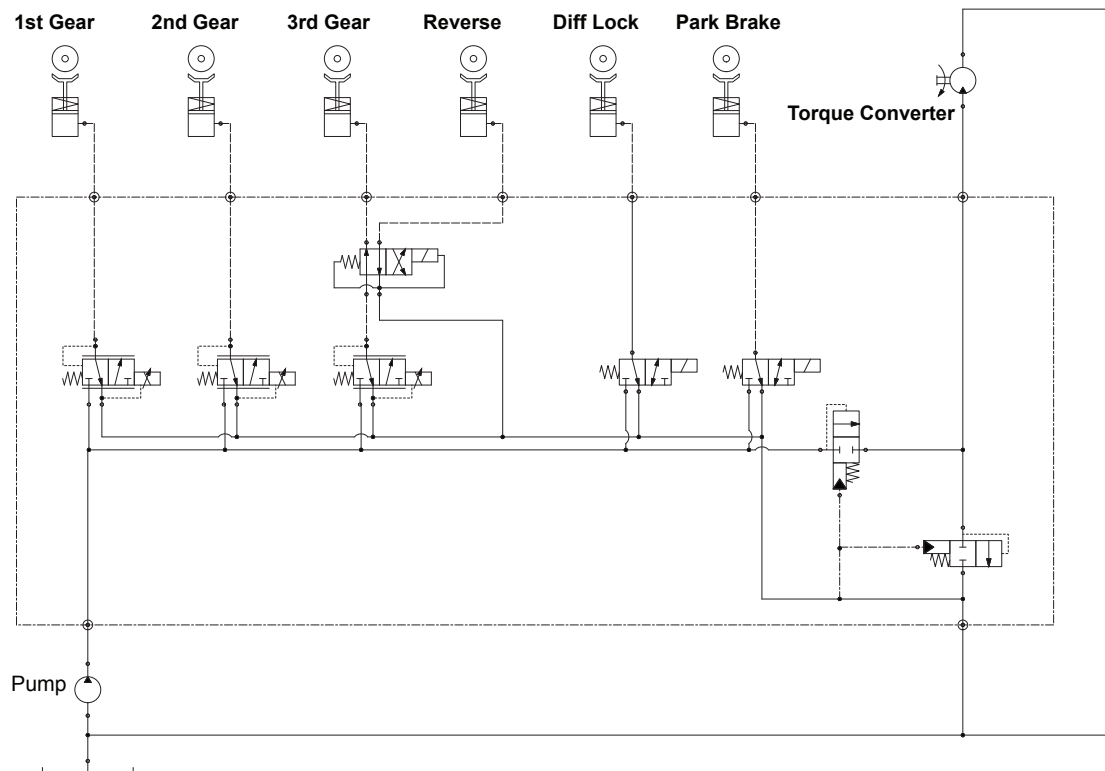 1st Gear 2nd Gear 3rd Gear Reverse Diff Lock Park Brake
Torque Converter
Pump